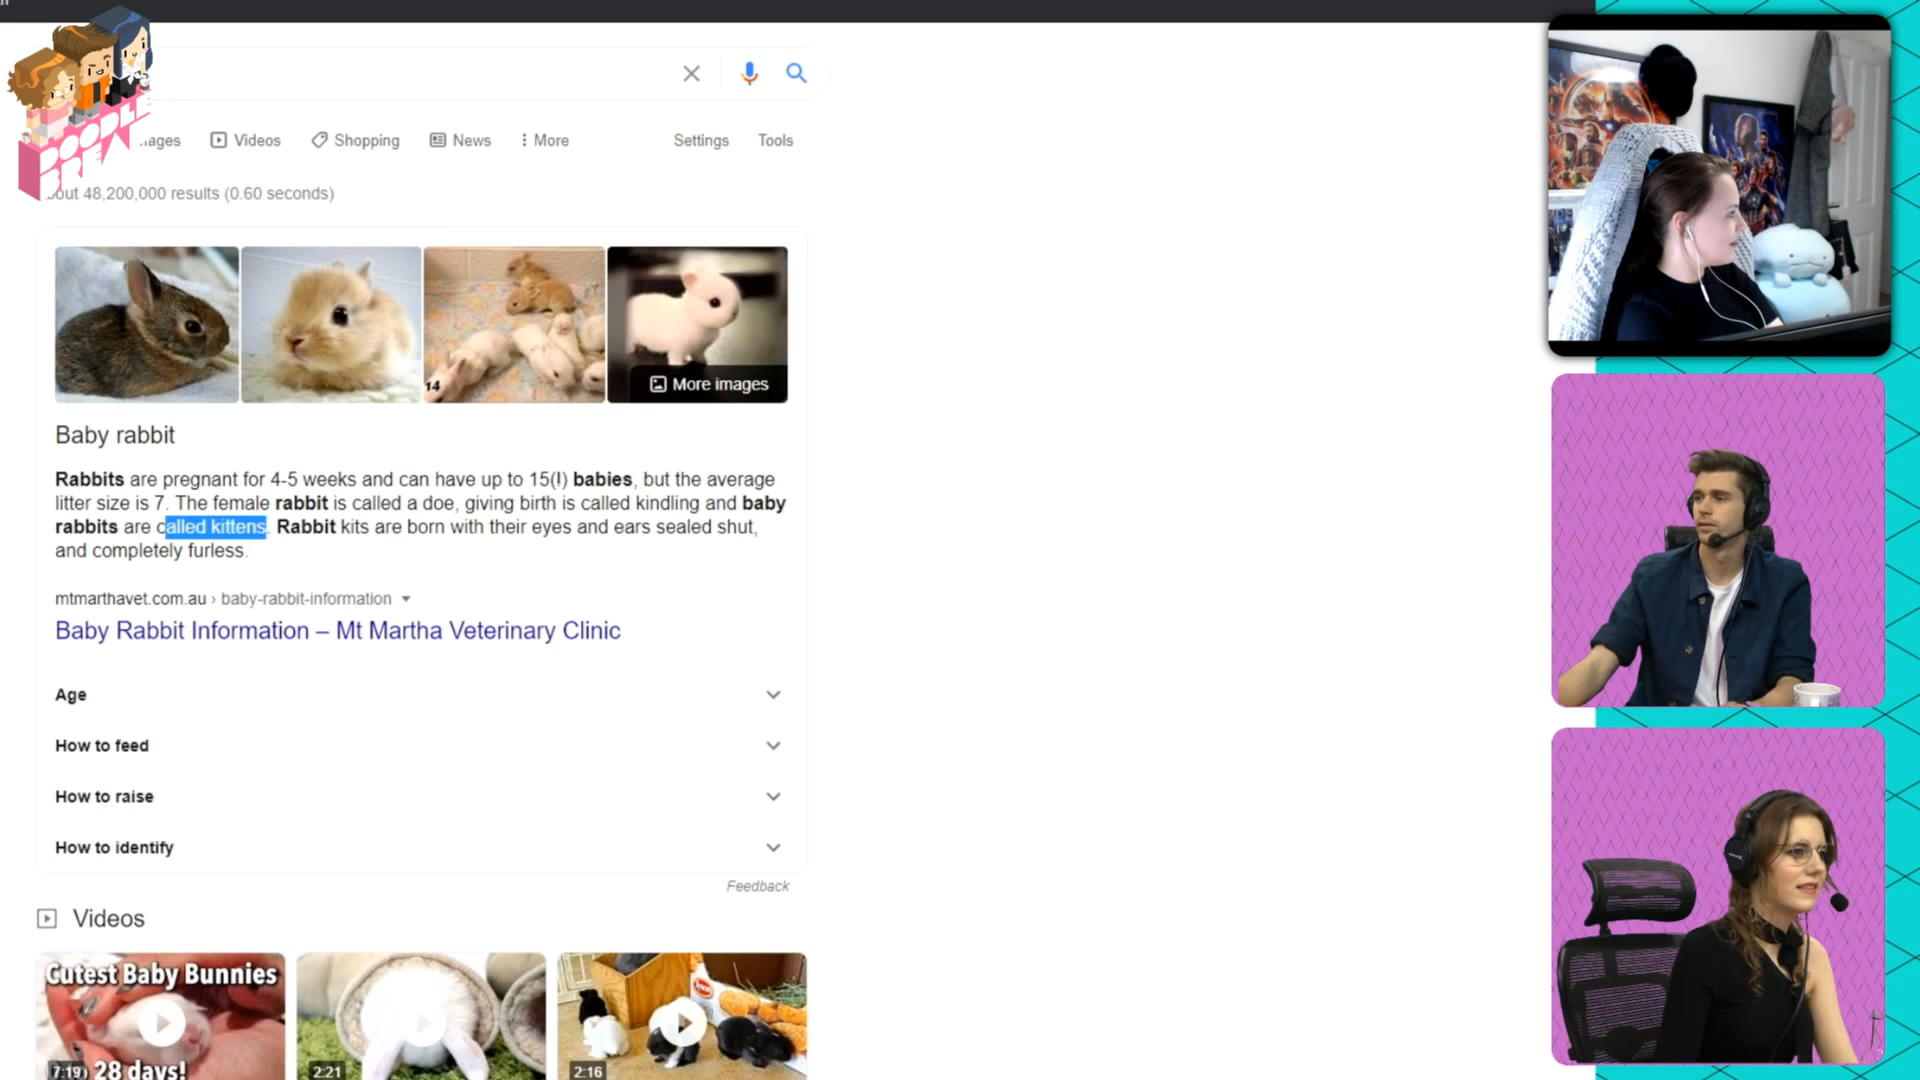 DOODLE
ages Videos Shopping News More Settings Tools
out 48,200,000 results (0.60 seconds)
14
More images
Baby rabbit
Rabbits are pregnant for 4-5 weeks and can have up to 15(!) babies, but the average
litter size is 7. The female rabbit is called a doe, giving birth is called kindling and baby
rabbits are called kittens. Rabbit kits are born with their eyes and ears sealed shut,
and completely furless.
mtmarthavet.com.au › baby-rabbit-information
Baby Rabbit Information – Mt Martha Veterinary Clinic
Age
How to feed
How to raise
How to identify
Feedback
Videos
Cutest Baby Bunnies
7:19 28 days!
2:21
2:16